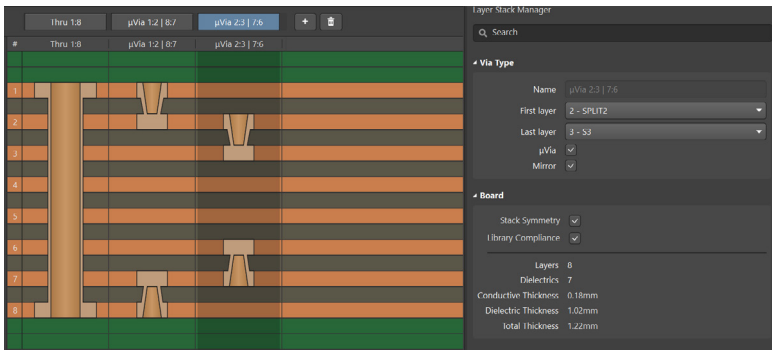 Layer Stack Manager
Thru 1:8 µVia 1:2 | 8:7 µVia 2:3 | 7:6 +
Search
# Thru 1:8 µVia 1:2 | 8:7 µVia 2:3 | 7:6
Via Type
Name µVia 2:3 | 7:6
First layer 2 - SPLIT2
Last layer 3 - S3
µVia
Mirror
Board
Stack Symmetry
Library Compliance
Layers 8
Dielectrics 7
Conductive Thickness 0.18mm
Dielectric Thickness 1.02mm
Total Thickness 1.22mm
1
2
3
4
5
6
7
8